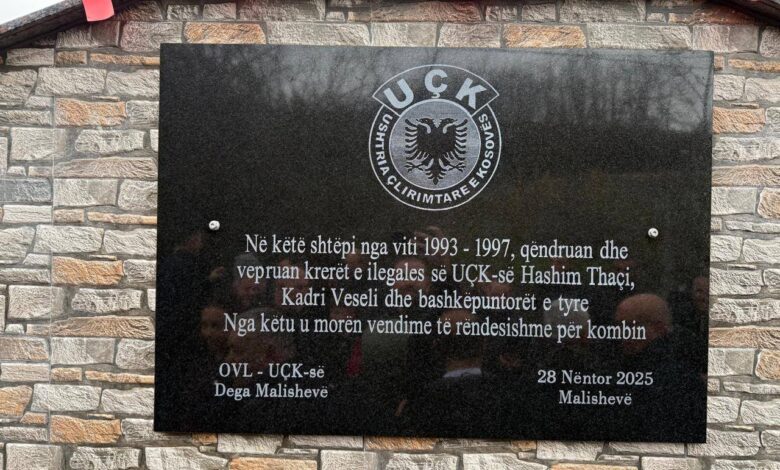 UÇK
USHTRIA ÇLIRIMTARE E KOSOVËS
Në këtë shtëpi nga viti 1993 - 1997, qëndruan dhe
vepruan krerët e ilegales së UÇK-së Hashim Thaçi,
Kadri Veseli dhe bashkëpuntorët e tyre
Nga këtu u morën vendime të rëndesishme për kombin
OVL - UÇK-së
Dega Malishevë
28 Nëntor 2025
Malishevë